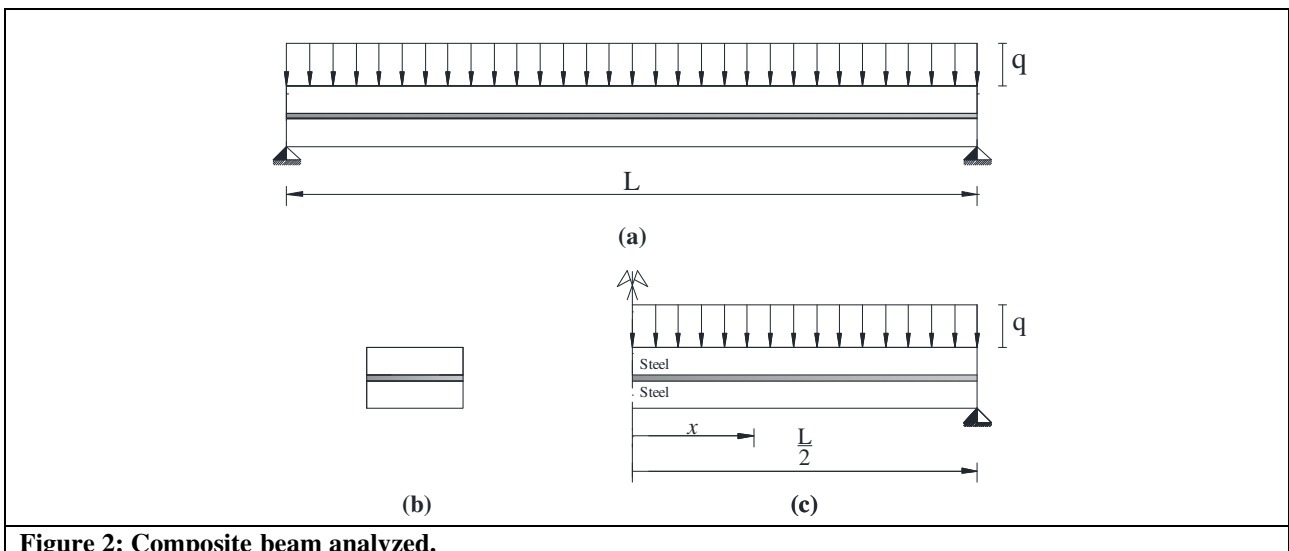 q
L
(a)
q
Steel
Steel
x
L
2
(b)
(c)
Figure 2: Composite beam analyzed.